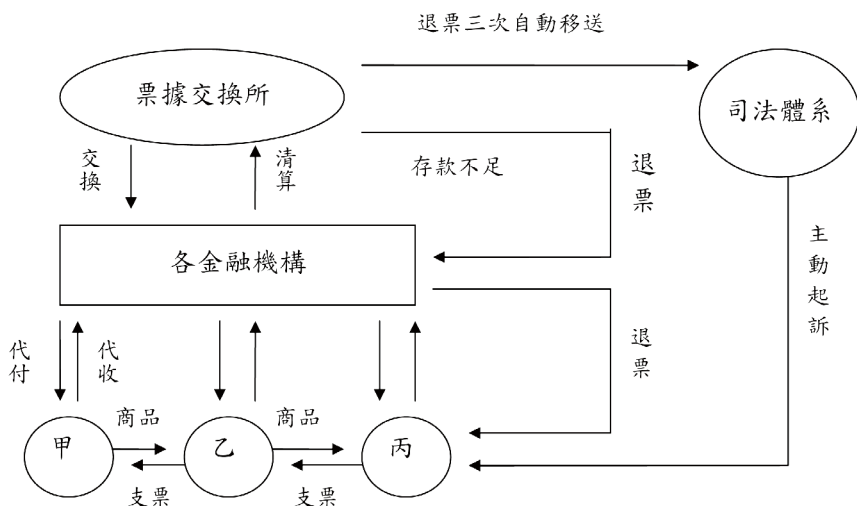 退票三次自動移送
票據交換所
司法體系
交換
清算
存款不足
退票
各金融機構
主動起訴
代付
代收
退票
甲
商品
乙
商品
丙
支票
支票